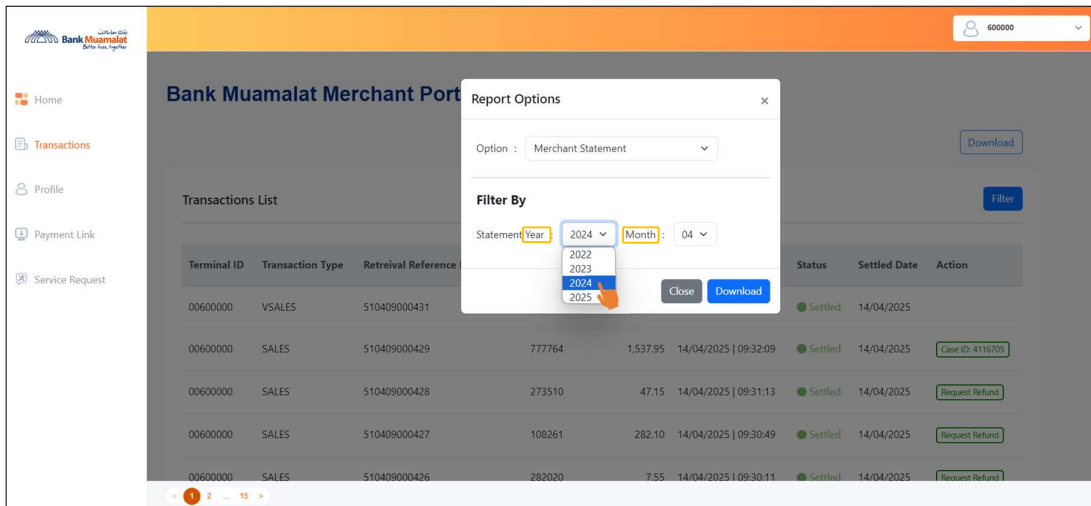 Bank Muamalat
Better lives, together
600000
Home
Transactions
Profile
Payment Link
Service Request
Bank Muamalat Merchant Port
Download
Transactions List
Filter
Report Options
×
Option : Merchant Statement
Filter By
Statement Year : 2024 Month : 04
2022
2023
2024
2025
Close Download
Terminal ID Transaction Type Retreival Reference Status Settled Date Action
00600000 VSALES 510409000431 Settled 14/04/2025
00600000 SALES 510409000429 777764 1,537.95 14/04/2025 | 09:32:09 Settled 14/04/2025 Case ID: 4116705
00600000 SALES 510409000428 273510 47.15 14/04/2025 | 09:31:13 Settled 14/04/2025 Request Refund
00600000 SALES 510409000427 108261 282.10 14/04/2025 | 09:30:49 Settled 14/04/2025 Request Refund
00600000 SALES 510409000426 282020 7.55 14/04/2025 | 09:30:11 Settled 14/04/2025 Request Refund
< 1 2 ... 15 >